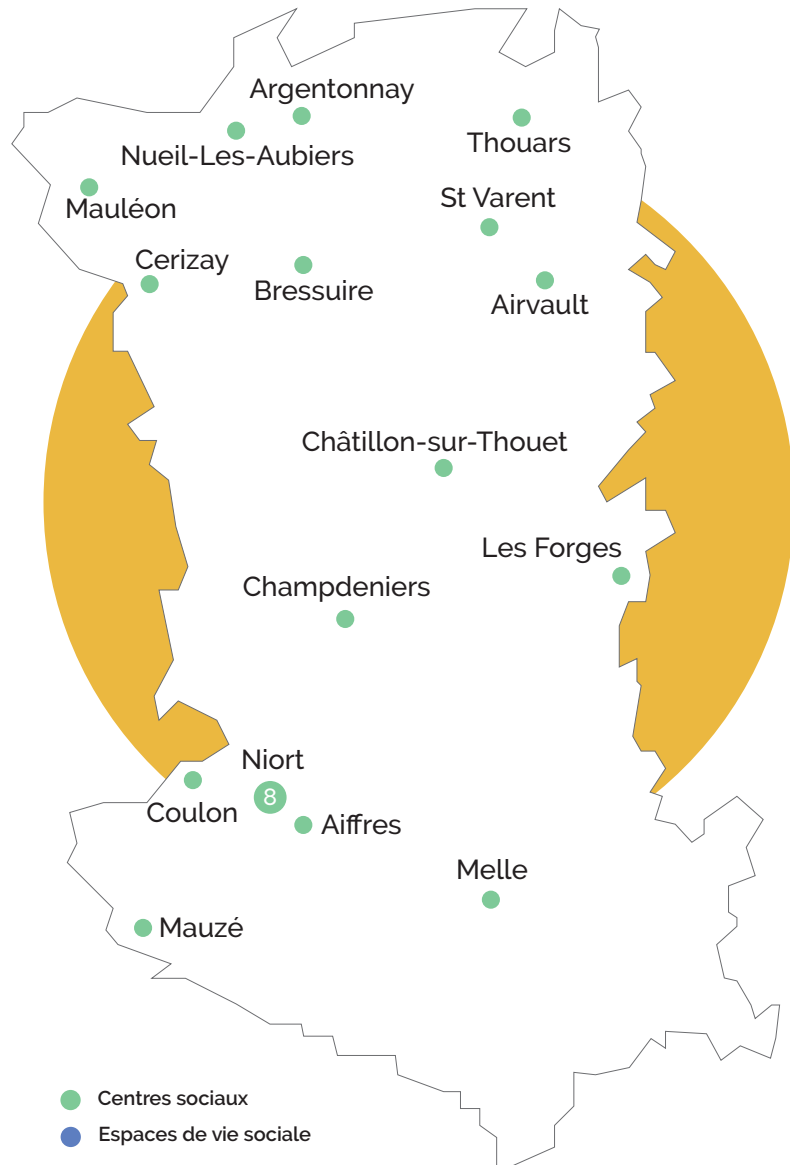 Argentonnay
Thouars
Nueil-Les-Aubiers
St Varent
Mauléon
Cerizay
Bressuire
Airvault
Châtillon-sur-Thouet
Les Forges
Champdeniers
Niort
8
Coulon
Aiffres
Melle
Mauzé
Centres sociaux
Espaces de vie sociale